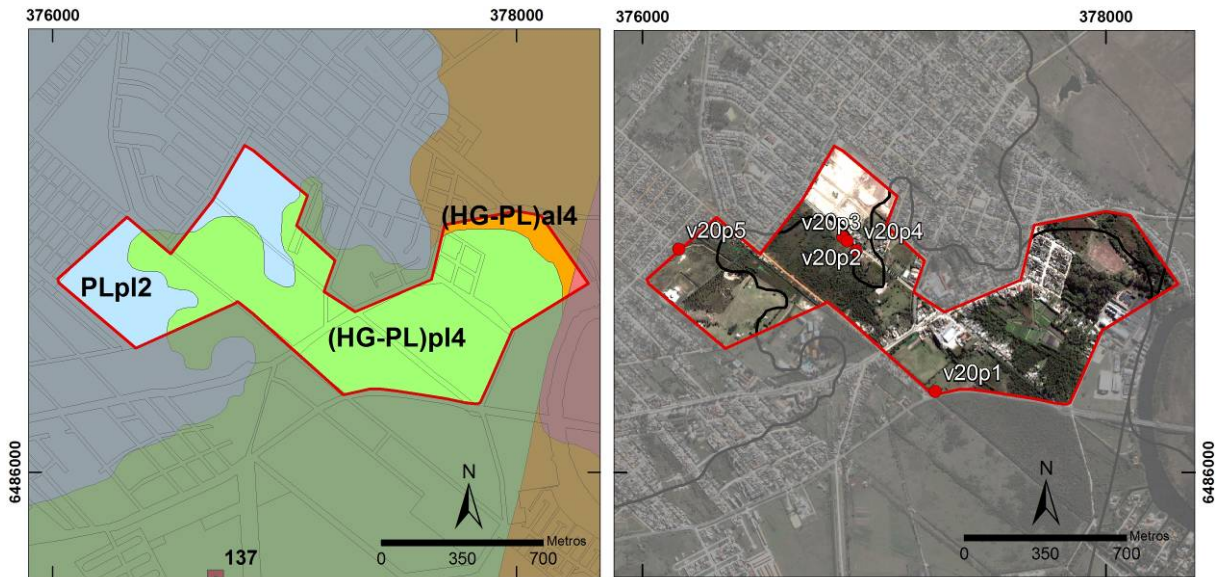 376000
378000
376000
378000
(HG-PL)al4
PLpl2
(HG-PL)pl4
v20p5
v20p3
v20p4
v20p2
v20p1
6486000
6486000
N
N
Metros
0
350
700
Metros
0
350
700
137